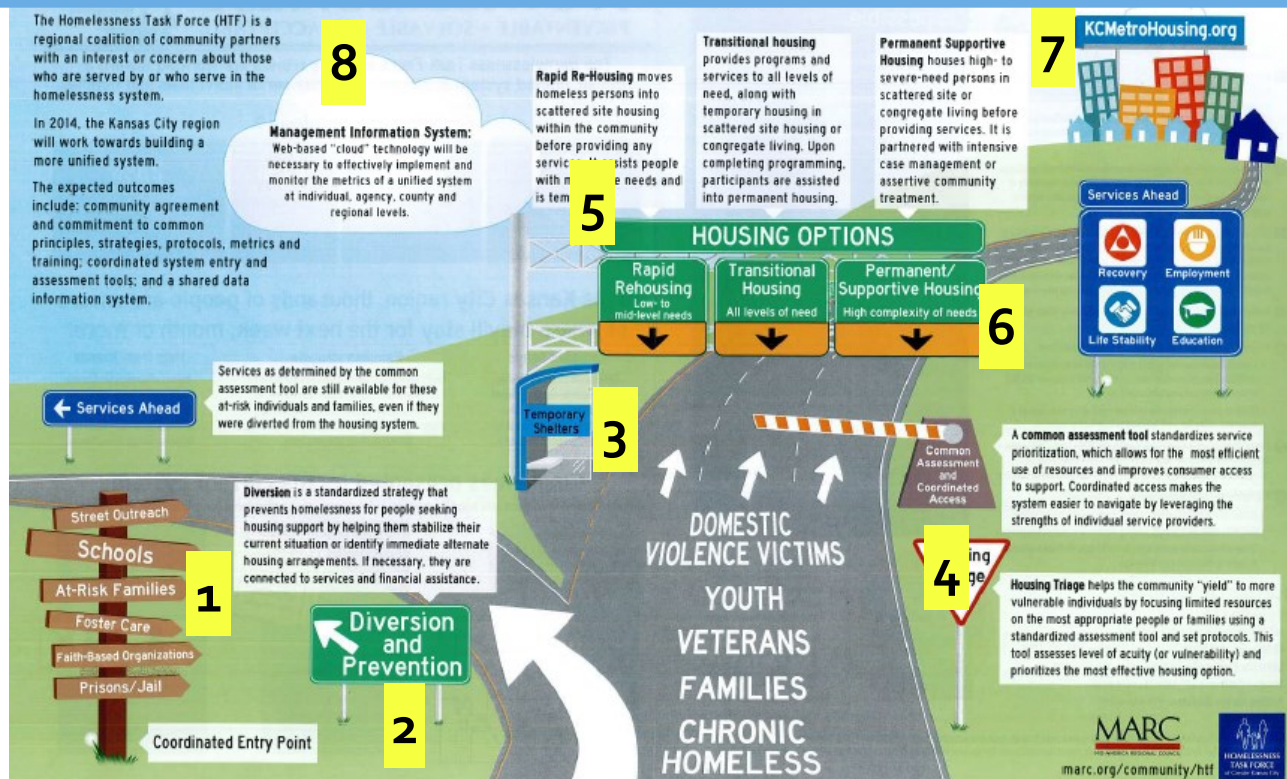 The Homelessness Task Force (HTF) is a
regional coalition of community partners
with an interest or concern about those
who are served by or who serve in the
homelessness system.
In 2014, the Kansas City region
will work towards building a
more unified system.
The expected outcomes
include: community agreement
and commitment to common
principles, strategies, protocols, metrics and
training; coordinated system entry and
assessment tools; and a shared data
information system.
8
Management Information System:
Web-based "cloud" technology will be
necessary to effectively implement and
monitor the metrics of a unified system
at individual, agency, county and
regional levels.
Rapid Re-Housing moves
homeless persons into
scattered site housing
within the community
before providing any
assists people
with needs and
is
5
Transitional housing
provides programs and
services to all levels of
need, along with
temporary housing in
scattered site housing or
congregate living. Upon
completing programming,
participants are assisted
into permanent housing.
Permanent Supportive
Housing houses high- to
severe-need persons in
scattered site or
congregate living before
providing services. It is
partnered with intensive
case management or
assertive community
treatment.
7
KCMetroHousing.org
Services Ahead
Recovery
Employment
Life Stability
Education
HOUSING OPTIONS
Rapid
Rehousing
Low- to
mid-level needs
Transitional
Housing
All levels of need
Permanent/
Supportive Housing
High complexity of needs
6
Services Ahead
Services as determined by the common
assessment tool are still available for these
at-risk individuals and families, even if they
were diverted from the housing system.
Temporary
Shelters
3
Common
Assessment
and
Coordinated
Access
A common assessment tool standardizes service
prioritization, which allows for the most efficient
use of resources and improves consumer access
to support. Coordinated access makes the
system easier to navigate by leveraging the
strengths of individual service providers.
Street Outreach
Schools
At-Risk Families
Foster Care
Faith-Based Organizations
Prisons/Jail
1
Coordinated Entry Point
Diversion is a standardized strategy that
prevents homelessness for people seeking
housing support by helping them stabilize their
current situation or identify immediate alternate
housing arrangements. If necessary, they are
connected to services and financial assistance.
Diversion
and
Prevention
2
DOMESTIC
VIOLENCE VICTIMS
YOUTH
VETERANS
FAMILIES
CHRONIC
HOMELESS
4
Housing Triage helps the community "yield" to more
vulnerable individuals by focusing limited resources
on the most appropriate people or families using a
standardized assessment tool and set protocols. This
tool assesses level of acuity (or vulnerability) and
prioritizes the most effective housing option.
MARC
MID-AMERICA REGIONAL COUNCIL
marc.org/community/htf
HOMELESSNESS
TASK FORCE